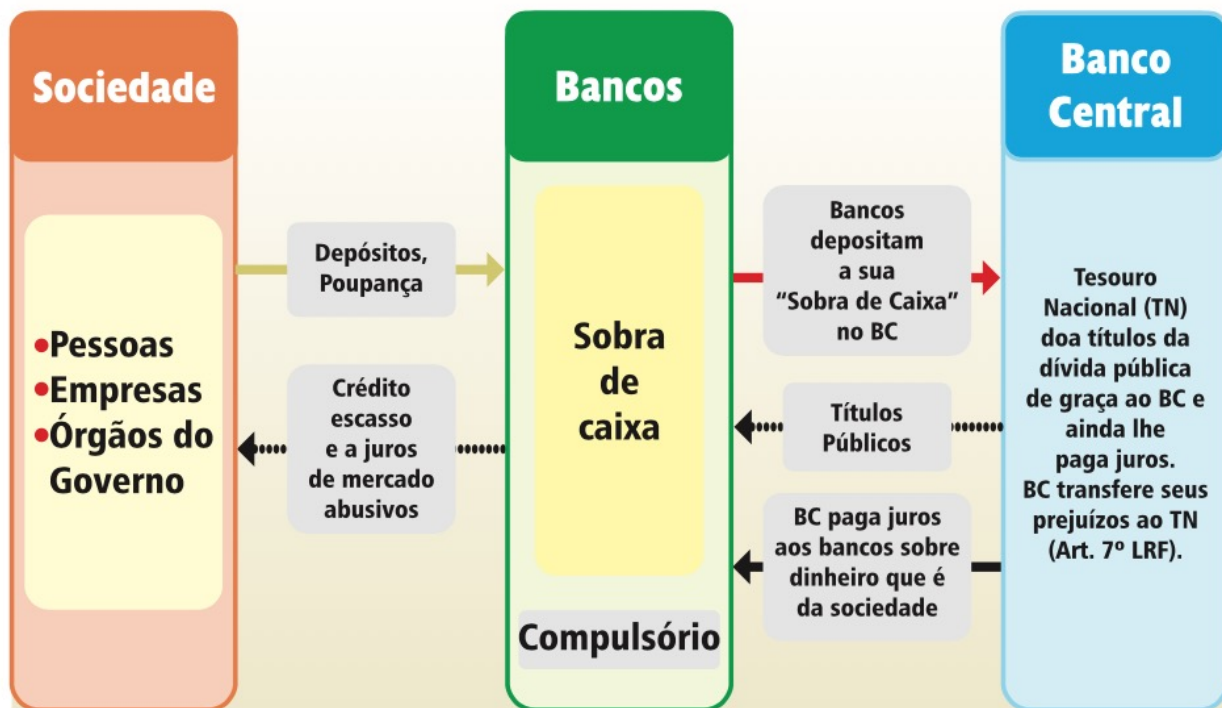 Sociedade
•Pessoas
•Empresas
•Órgãos do
Governo
Depósitos,
Poupança
Crédito
escasso
e a juros
de mercado
abusivos
Bancos
Sobra
de
caixa
Compulsório
Bancos
depositam
a sua
“Sobra de Caixa”
no BC
Títulos
Públicos
BC paga juros
aos bancos sobre
dinheiro que é
da sociedade
Banco
Central
Tesouro
Nacional (TN)
doa títulos da
dívida pública
de graça ao BC e
ainda lhe
paga juros.
BC transfere seus
prejuízos ao TN
(Art. 7º LRF).